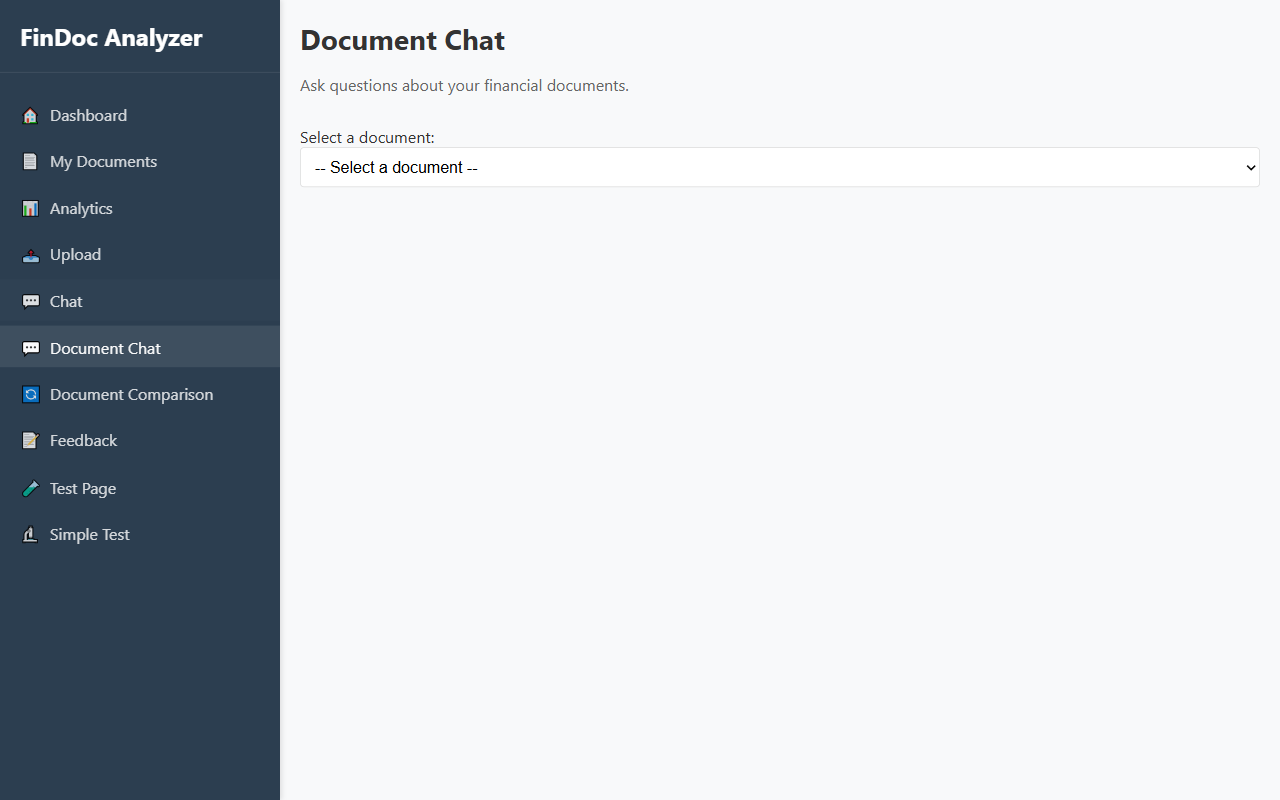 FinDoc Analyzer
Dashboard
My Documents
Analytics
Upload
Chat
Document Chat
Document Comparison
Feedback
Test Page
Simple Test
Document Chat
Ask questions about your financial documents.
Select a document:
-- Select a document --